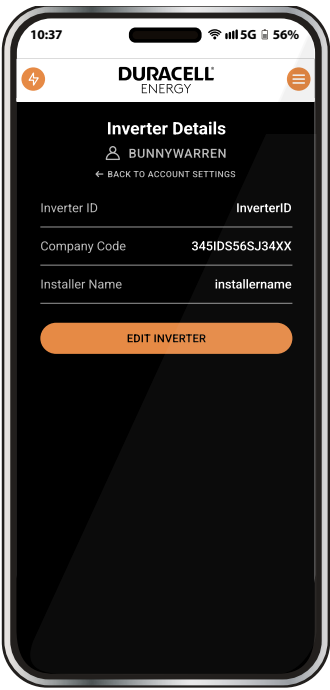 10:37 5G 56%
DURACELL
ENERGY
Inverter Details
BUNNYWARREN
← BACK TO ACCOUNT SETTINGS
Inverter ID InverterID
Company Code 345IDS56SJ34XX
Installer Name installername
EDIT INVERTER